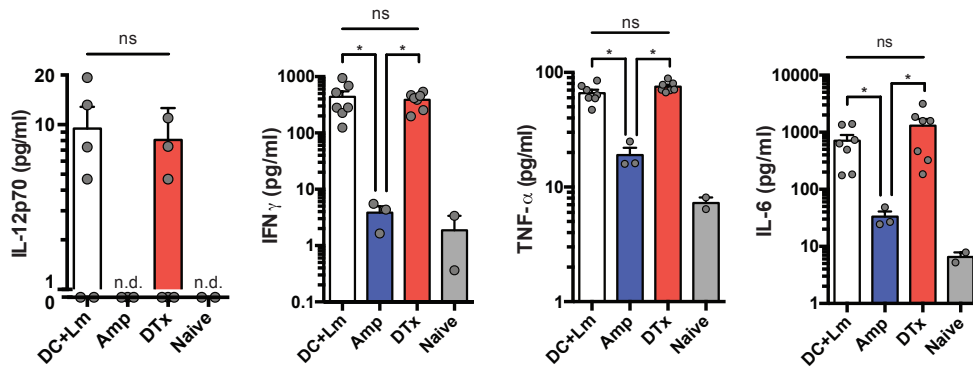 ns
20
10
1
0
IL-12p70 (pg/ml)
n.d.
n.d.
DC+Lm
Amp
DTx
Naive
ns
*
*
1000
100
10
1
0.1
IFNγ (pg/ml)
DC+Lm
Amp
DTx
Naive
ns
*
*
100
10
1
TNF-α (pg/ml)
DC+Lm
Amp
DTx
Naive
ns
*
*
10000
1000
100
10
1
IL-6 (pg/ml)
DC+Lm
Amp
DTx
Naive